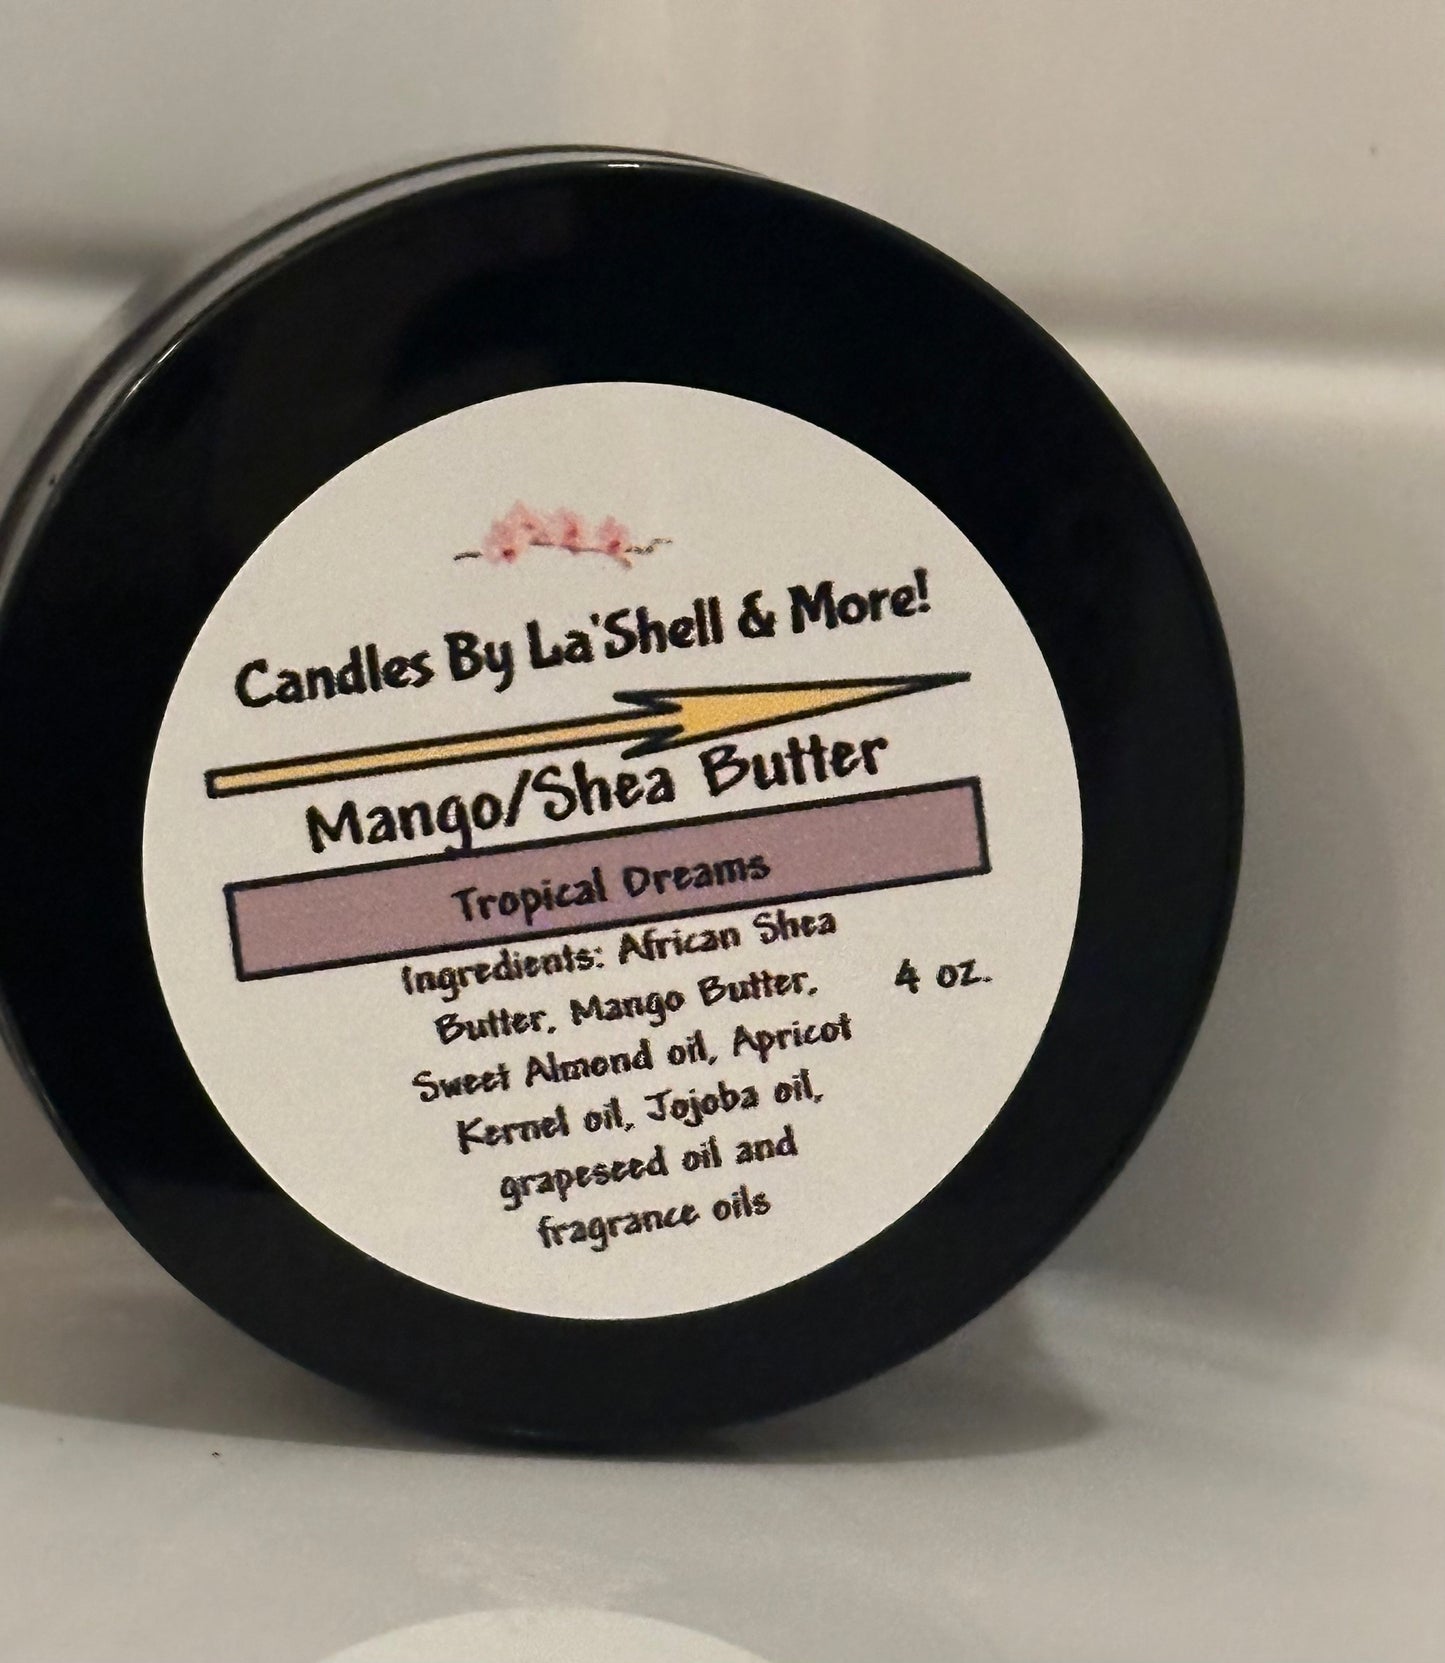 Candles By La'Shell & More!
Mango/Shea Butter
Tropical Dreams
Ingredients: African Shea
Butter, Mango Butter,
4 oz.
Sweet Almond oil, Apricot
Kernel oil, Jojoba oil,
grapeseed oil and
fragrance oils